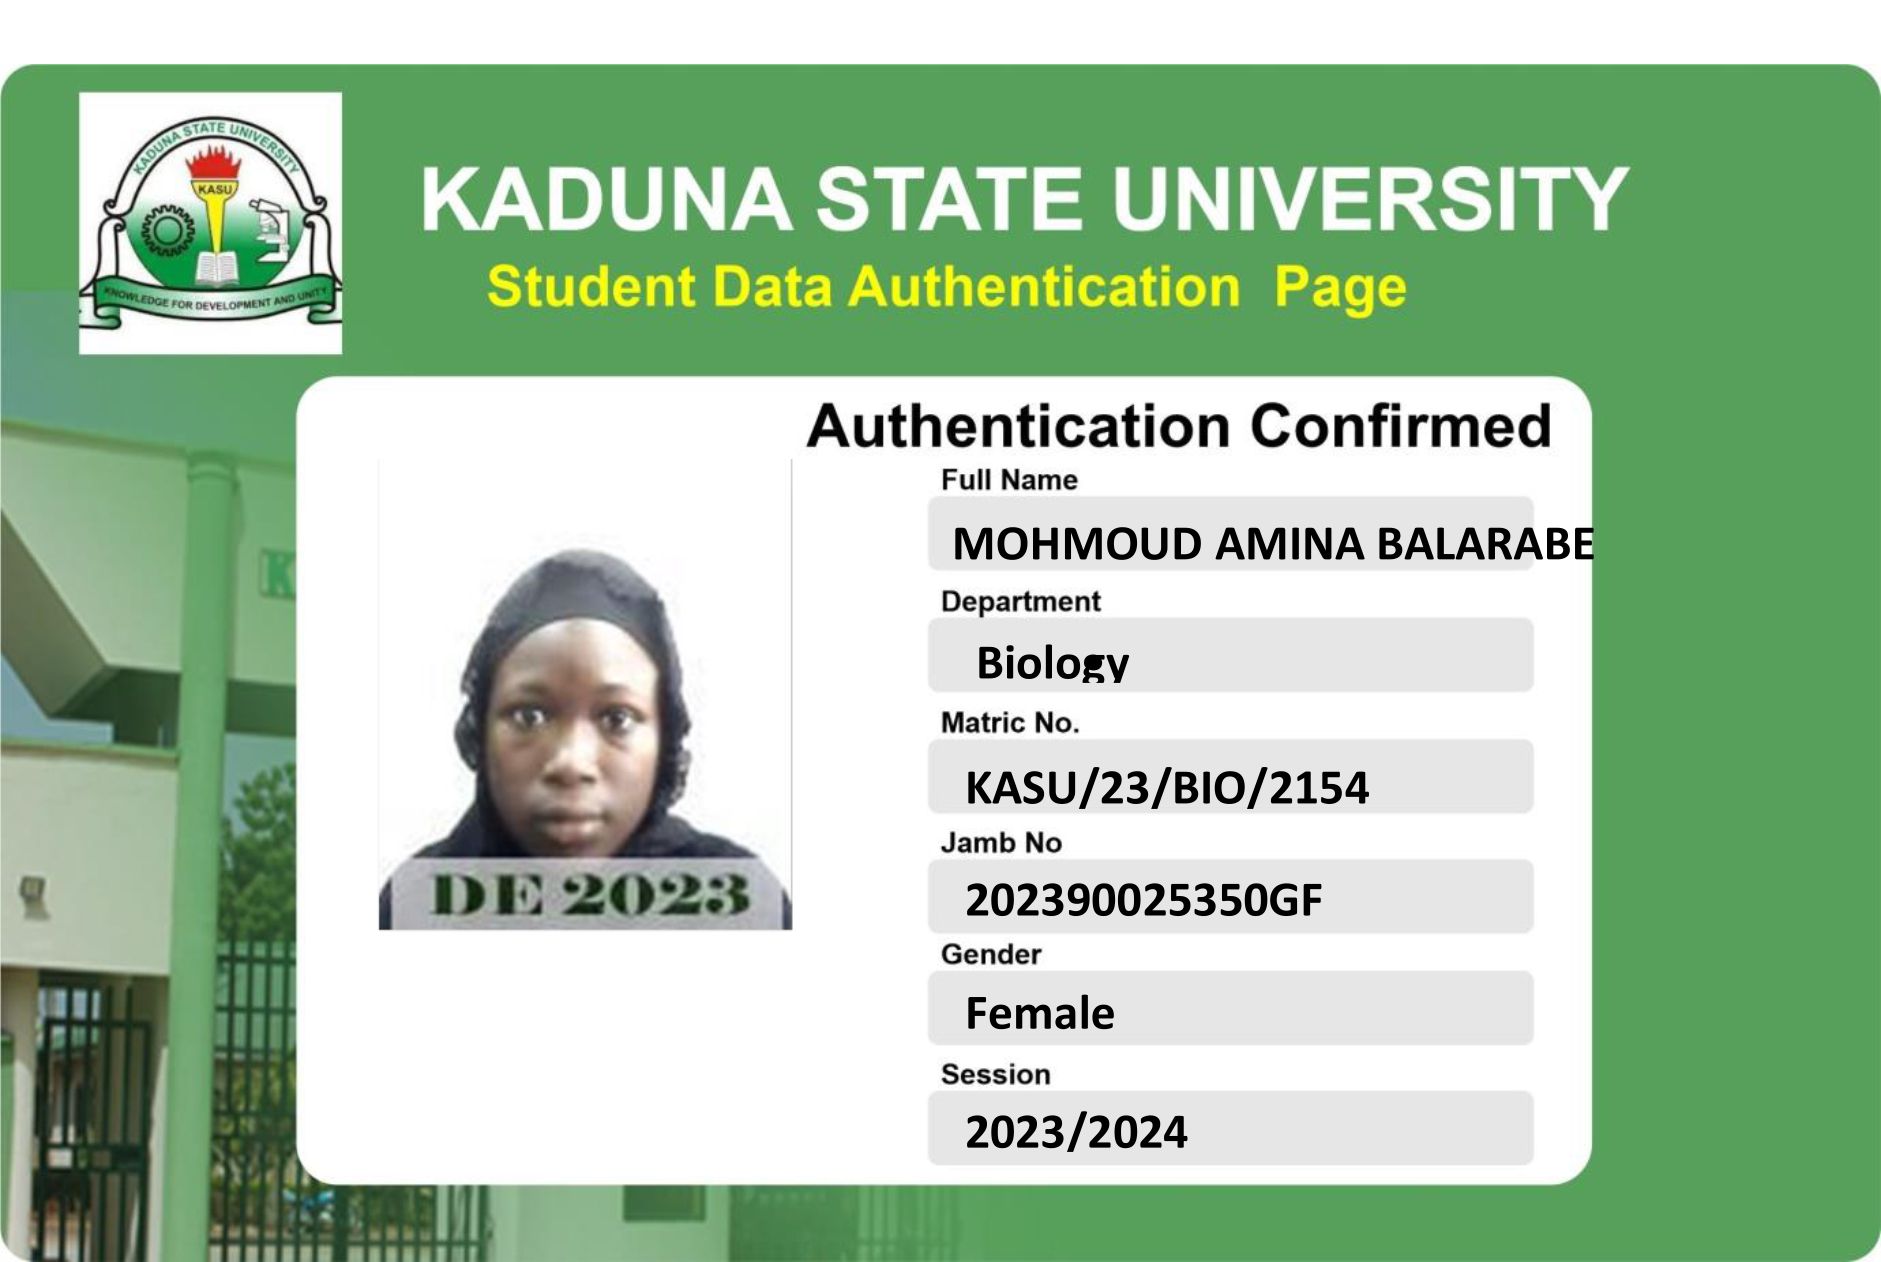 KADUNA STATE UNIVERSITY
KASU
KNOWLEDGE FOR DEVELOPMENT AND UNITY
KADUNA STATE UNIVERSITY
Student Data Authentication Page
Authentication Confirmed
Full Name
MOHMOUD AMINA BALARABE
Department
Biology
Matric No.
KASU/23/BIO/2154
Jamb No
202390025350GF
Gender
Female
Session
2023/2024
DE 2023
K